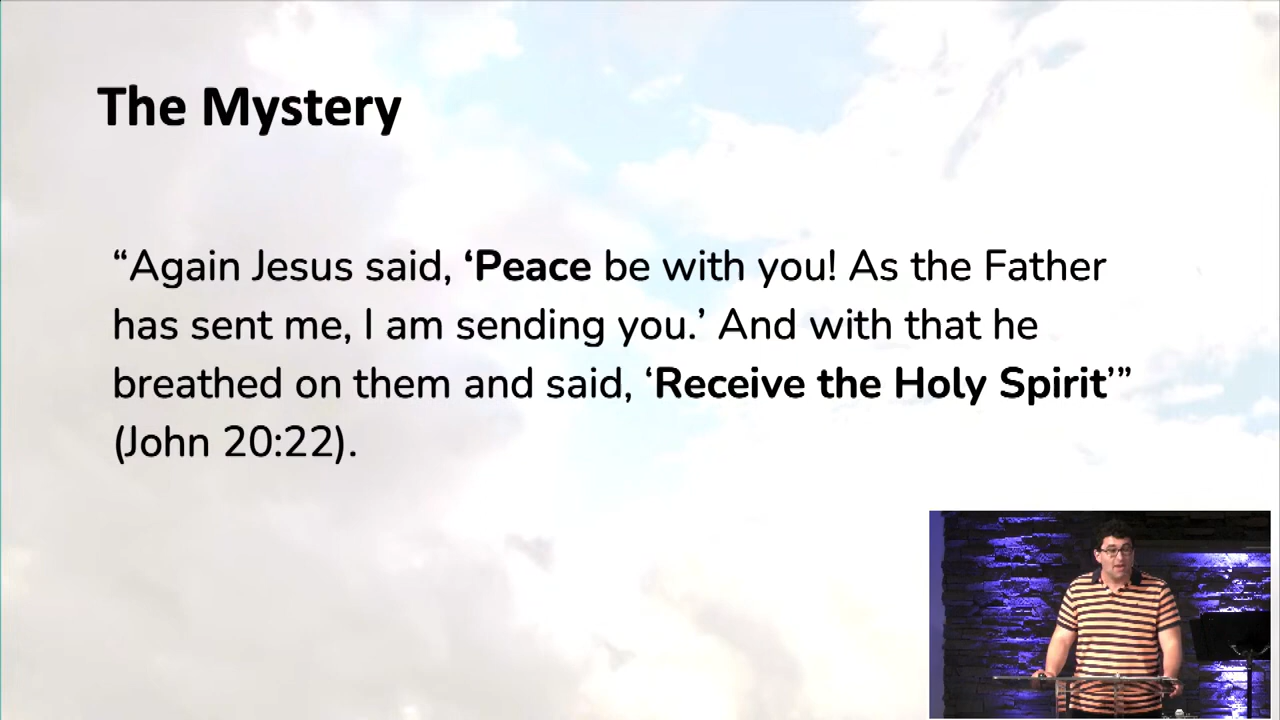 The Mystery
“Again Jesus said, ‘Peace be with you! As the Father
has sent me, I am sending you.’ And with that he
breathed on them and said, ‘Receive the Holy Spirit’”
(John 20:22).